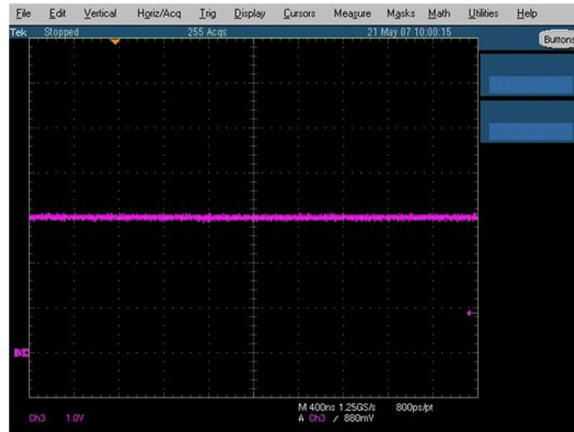 File Edit Vertical Horiz/Acq Trig Display Cursors Measure Masks Math Utilities Help
Tek Stopped 255 Acqs 21 May 07 10:00:15 Buttons
3
Ch3 1.0V M 400ns 1.25GS/s 800ps/pt
A Ch3 / 880mV